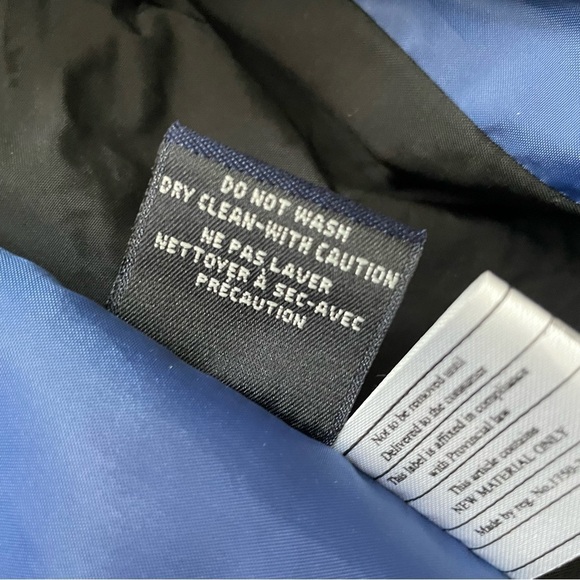 DO NOT WASH
DRY CLEAN-WITH CAUTION
NE PAS LAVER
NETTOYER À SEC-AVEC
PRÉCAUTION
Not to be removed until
Delivered to the consumer
This label is affixed in compliance
with Provincial law
This article contains
NEW MATERIAL ONLY
Made by reg. No.